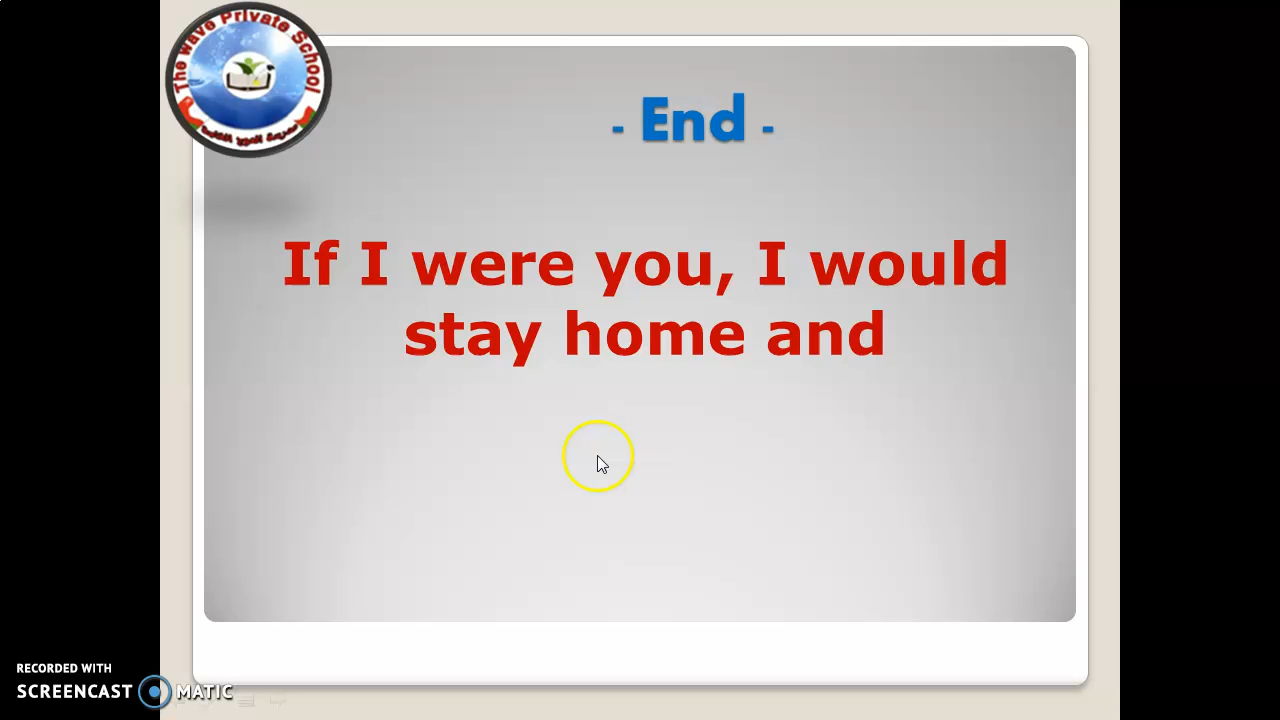 The wave Private School
- End -
If I were you, I would
stay home and
RECORDED WITH
SCREENCAST MATIC